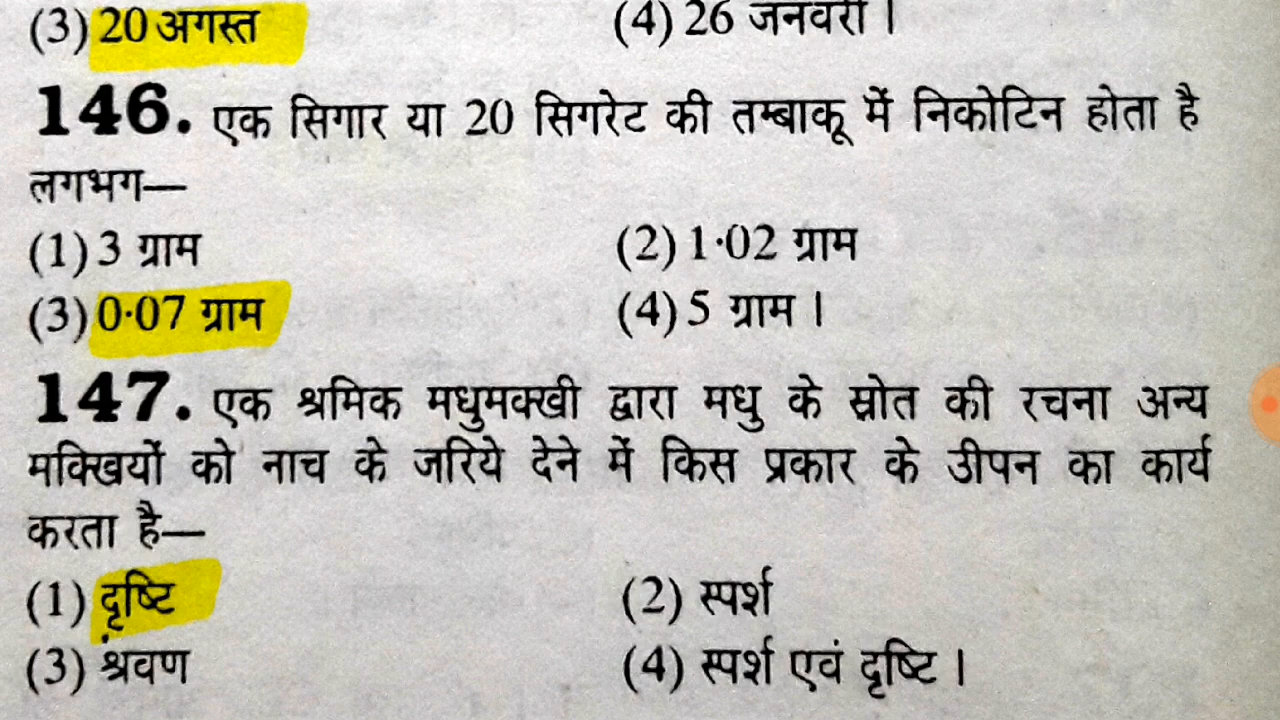 (3) 20 अगस्त (4) 26 जनवरी ।
146. एक सिगार या 20 सिगरेट की तम्बाकू में निकोटिन होता है
लगभग—
(1) 3 ग्राम (2) 1·02 ग्राम
(3) 0·07 ग्राम (4) 5 ग्राम ।
147. एक श्रमिक मधुमक्खी द्वारा मधु के स्रोत की रचना अन्य
मक्खियों को नाच के जरिये देने में किस प्रकार के उीपन का कार्य
करता है—
(1) दृष्टि (2) स्पर्श
(3) श्रवण (4) स्पर्श एवं दृष्टि ।